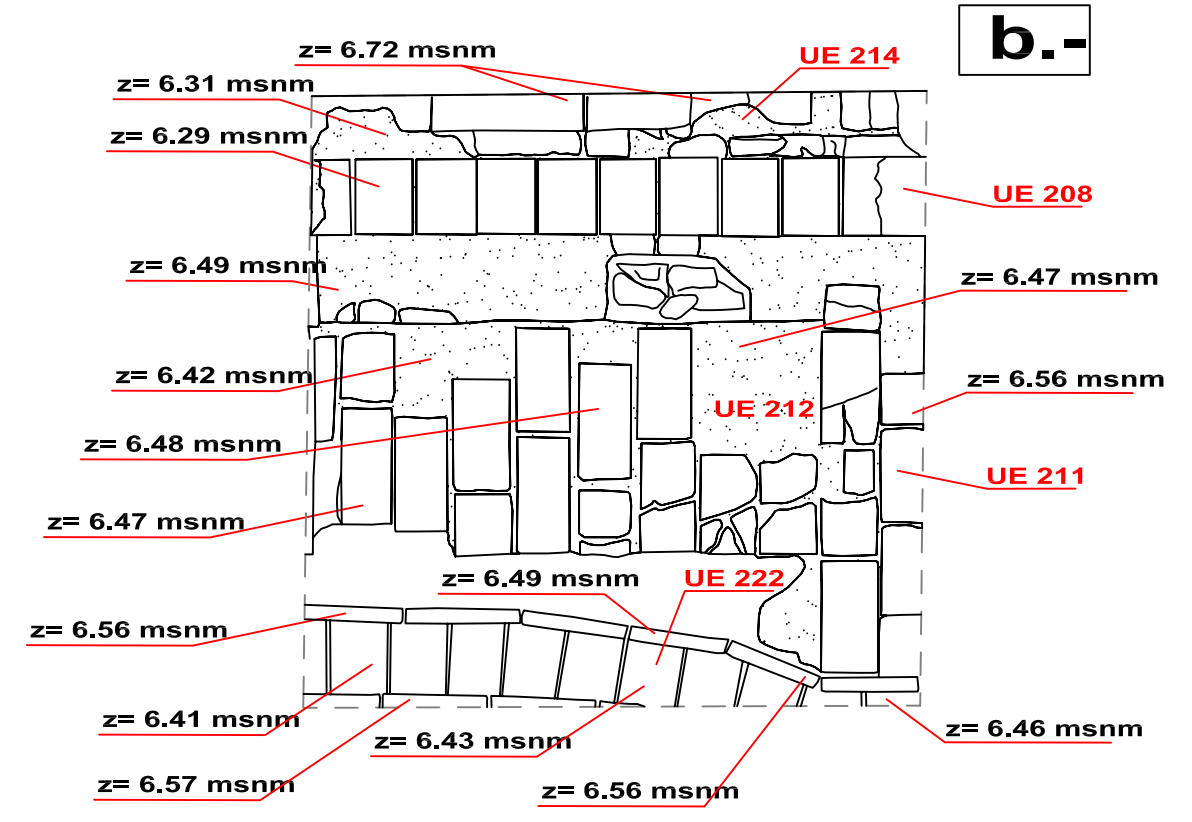 b.-
z= 6.72 msnm
UE 214
z= 6.31 msnm
z= 6.29 msnm
UE 208
z= 6.49 msnm
z= 6.47 msnm
z= 6.42 msnm
z= 6.56 msnm
UE 212
z= 6.48 msnm
UE 211
z= 6.47 msnm
z= 6.49 msnm
UE 222
z= 6.56 msnm
z= 6.41 msnm
z= 6.43 msnm
z= 6.46 msnm
z= 6.57 msnm
z= 6.56 msnm